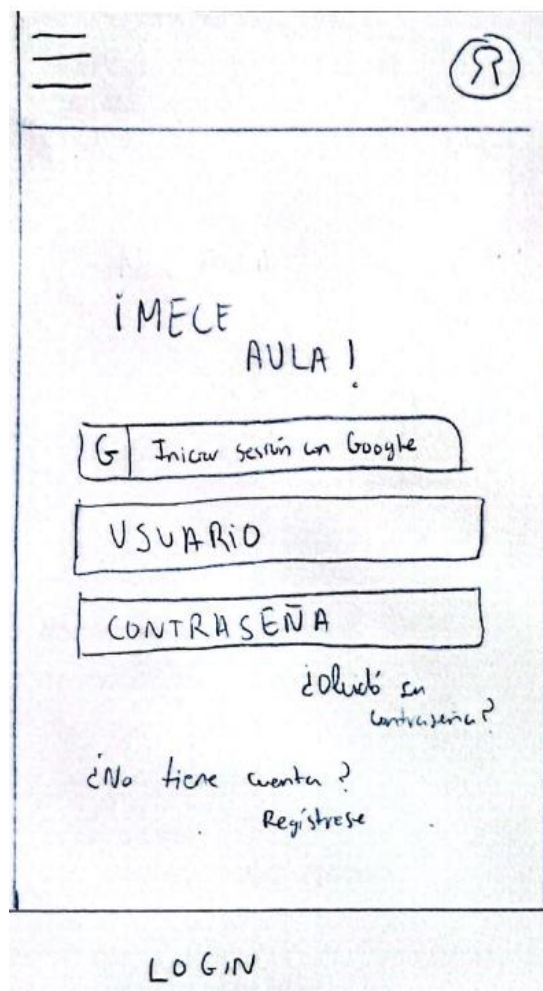 ¡MECE
AULA!
G Iniciar sesión con Google
USUARIO
CONTRASEÑA
¿Olvidó su
contraseña?
¿No tiene cuenta?
Regístrese
LOGIN